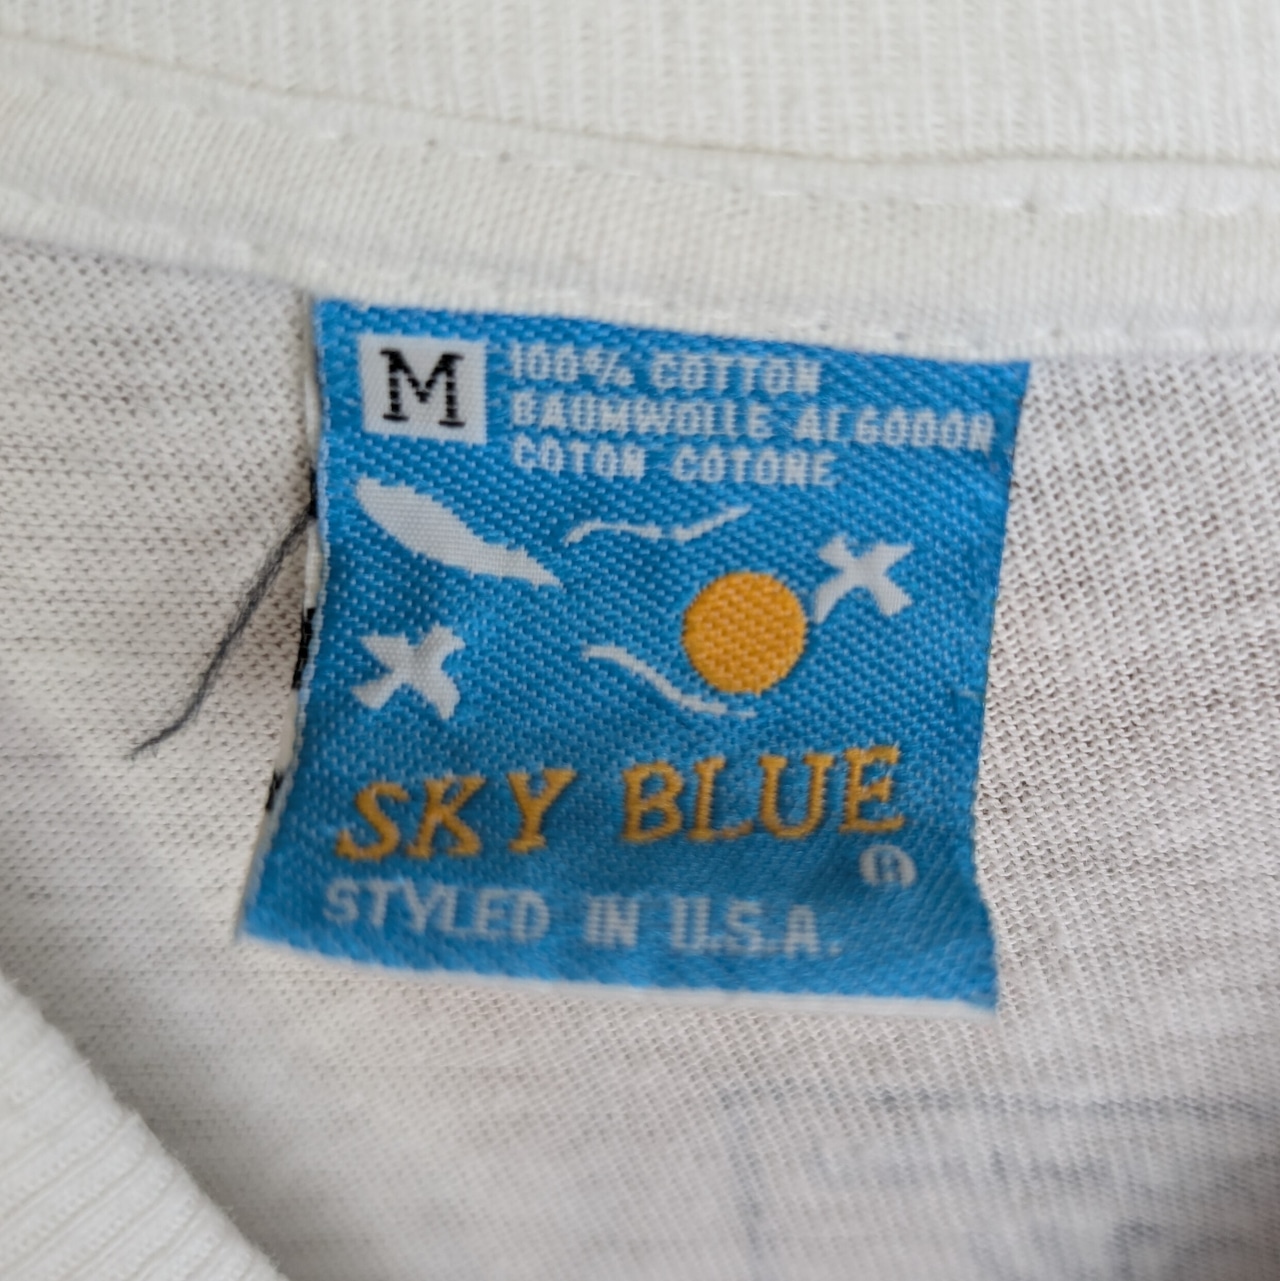 M
100% COTTON
BAUMWOLLE ALGODON
COTON COTONE
SKY BLUE
®
STYLED IN U.S.A.